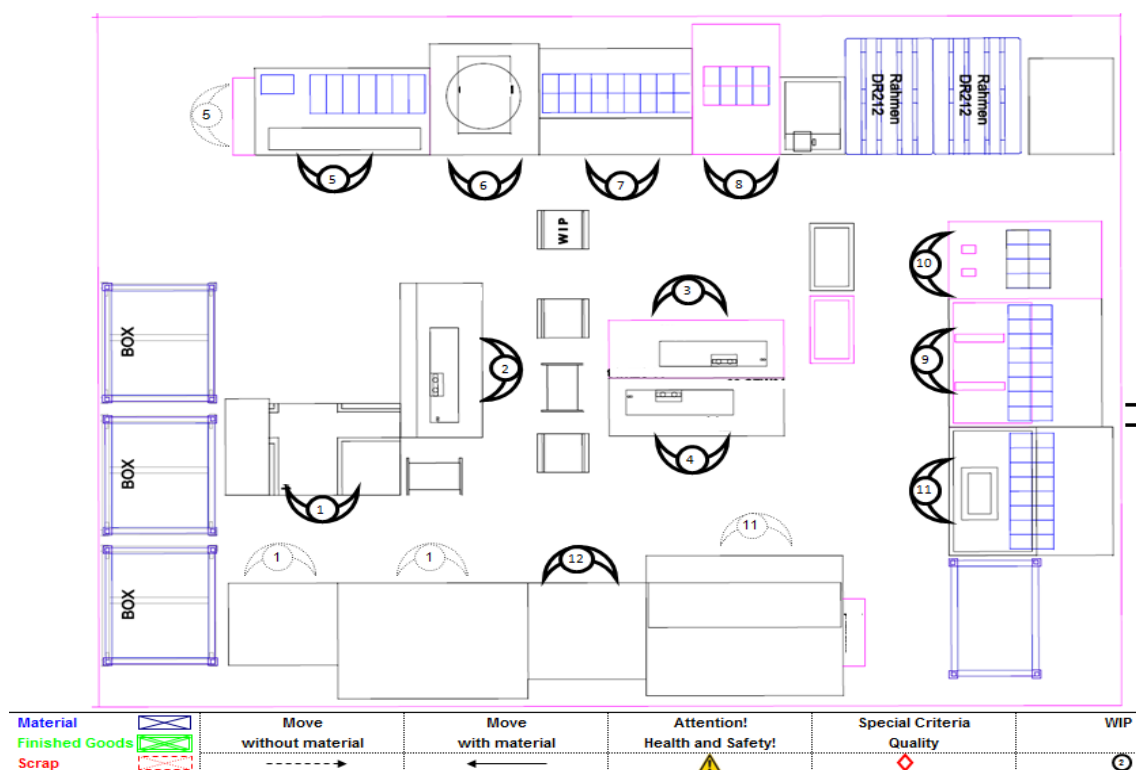 5
5
6
7
8
Rahmen
DR212
Rahmen
DR212
WIP
10
3
BOX
2
9
BOX
4
11
1
11
BOX
1
1
12
Material
Finished Goods
Scrap
Move
without material
Move
with material
Attention!
Health and Safety!
Special Criteria
Quality
WIP
2